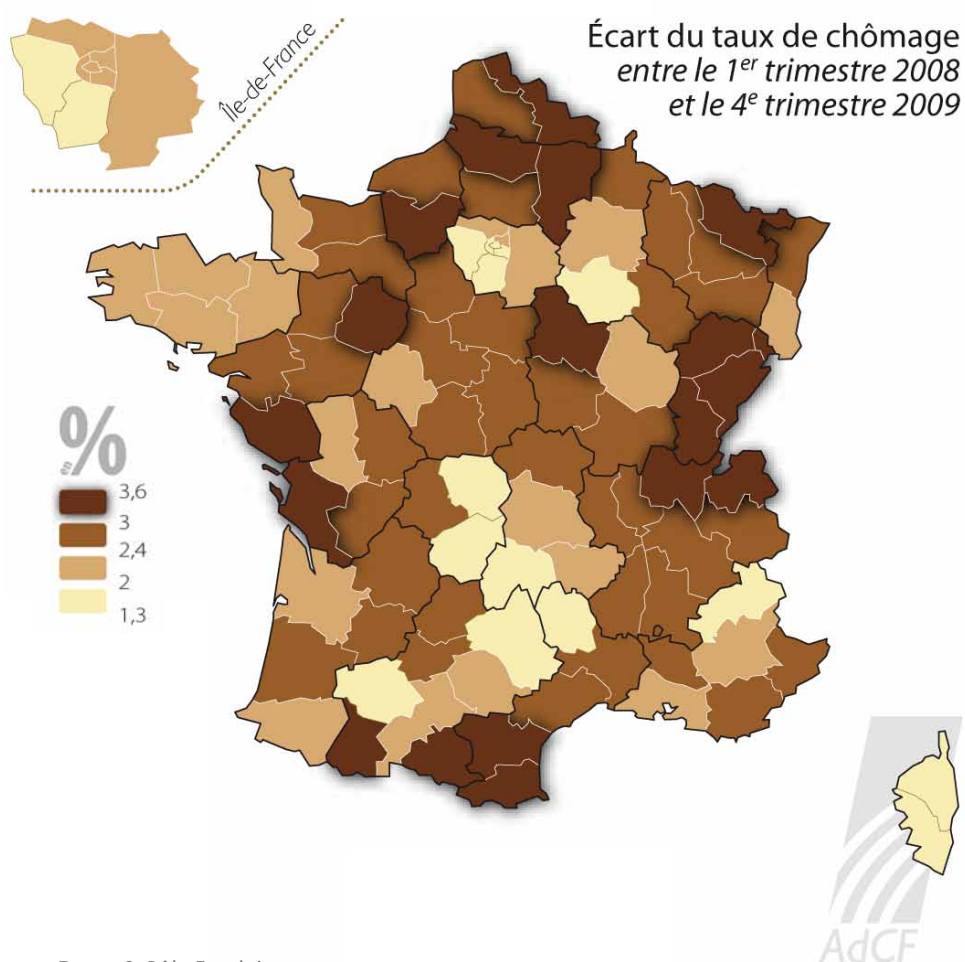 Écart du taux de chômage
entre le 1er trimestre 2008
et le 4e trimestre 2009
Île-de-France
en %
3,6
3
2,4
2
1,3
AdCF